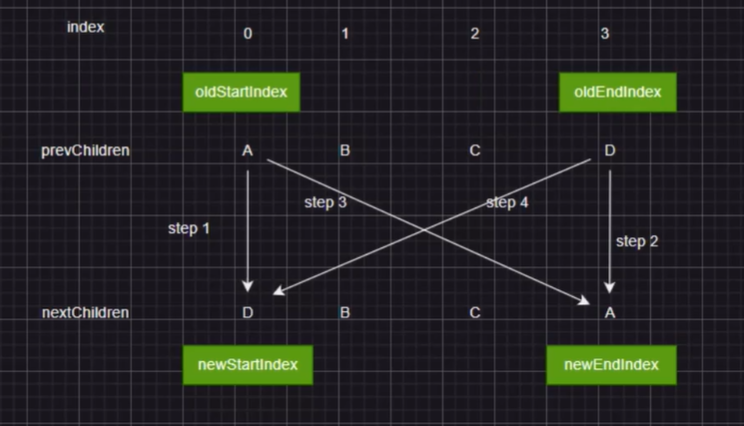 index 0 1 2 3
oldStartIndex oldEndIndex
prevChildren A B C D
step 3 step 4
step 1
step 2
nextChildren D B C A
newStartIndex newEndIndex